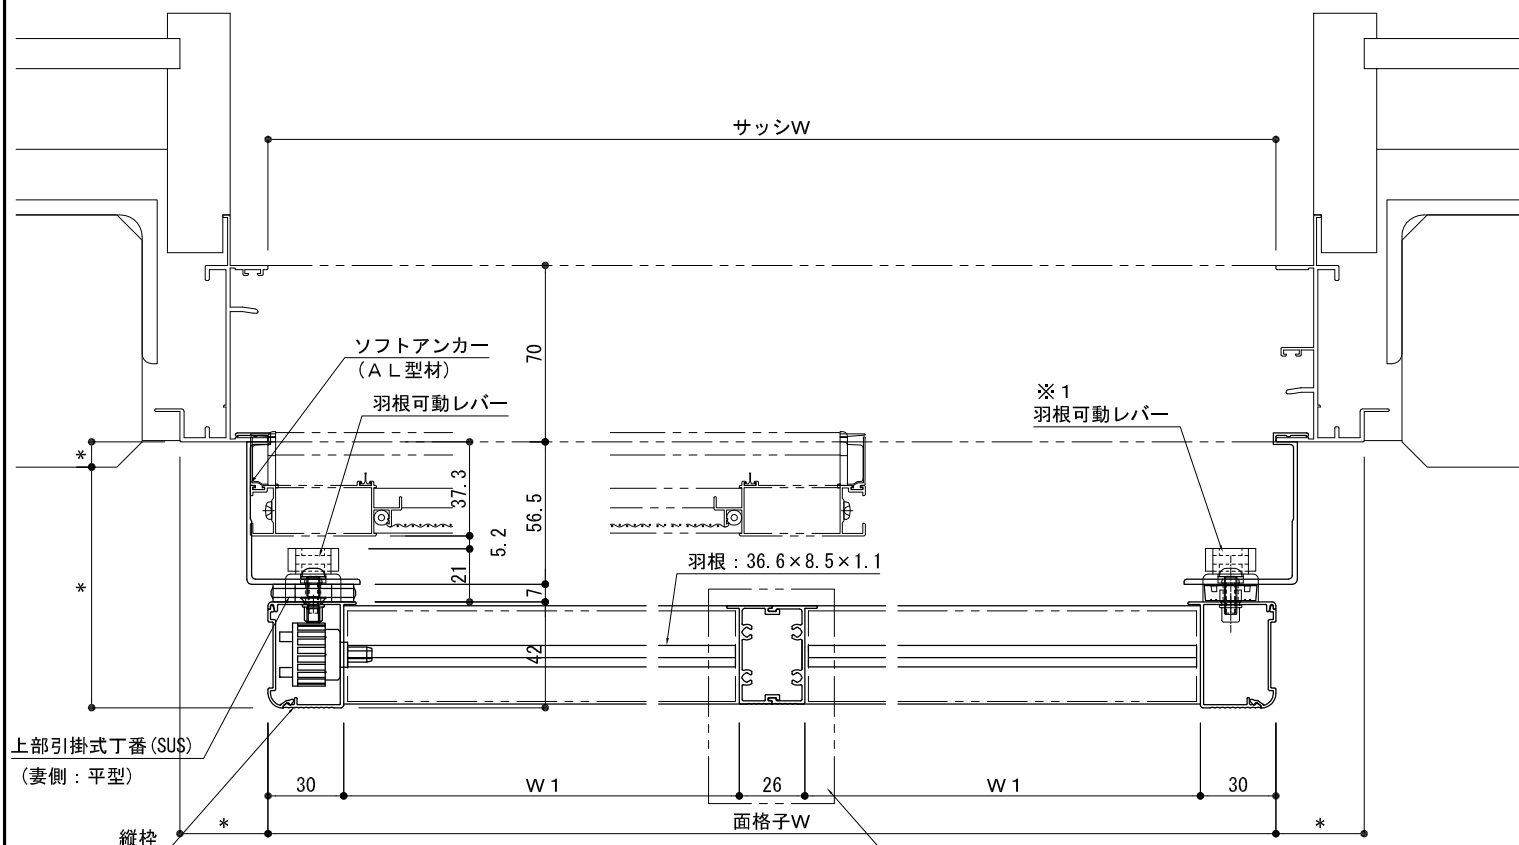 サッシW
70
ソフトアンカー
(AL型材)
羽根可動レバー
※1
羽根可動レバー
*
37.3
56.5
5.2
*
21
7
羽根：36.6×8.5×1.1
42
上部引掛式丁番(SUS)
(妻側：平型)
30
W1
26
W1
30
*
面格子W
*
縦枠